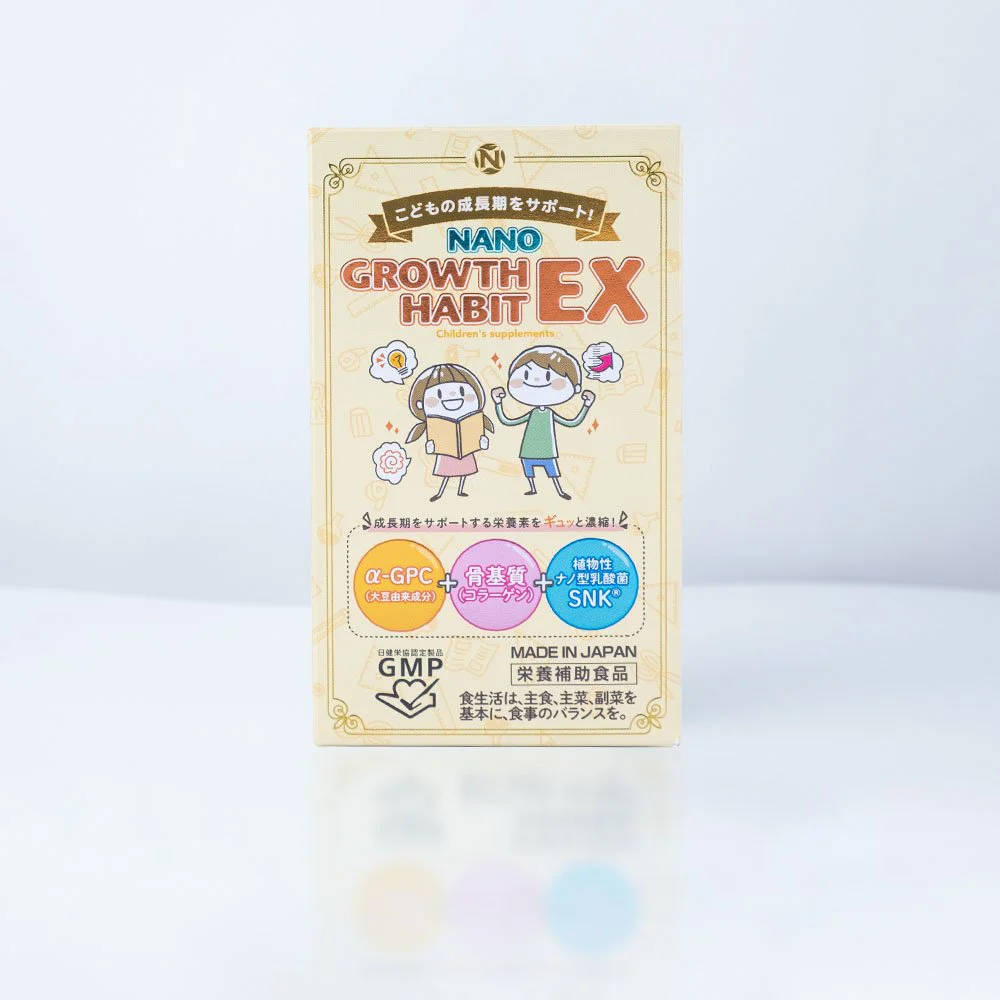 N
こどもの成長期をサポート!
NANO
GROWTH
HABIT
EX
Children's supplements
成長期をサポートする栄養素をギュッと濃縮!
α-GPC
(大豆由来成分)
+
骨基質
(コラーゲン)
+
植物性
ナノ型乳酸菌
SNK®
日健栄協認定製品
GMP
MADE IN JAPAN
栄養補助食品
食生活は、主食、主菜、副菜を
基本に、食事のバランスを。